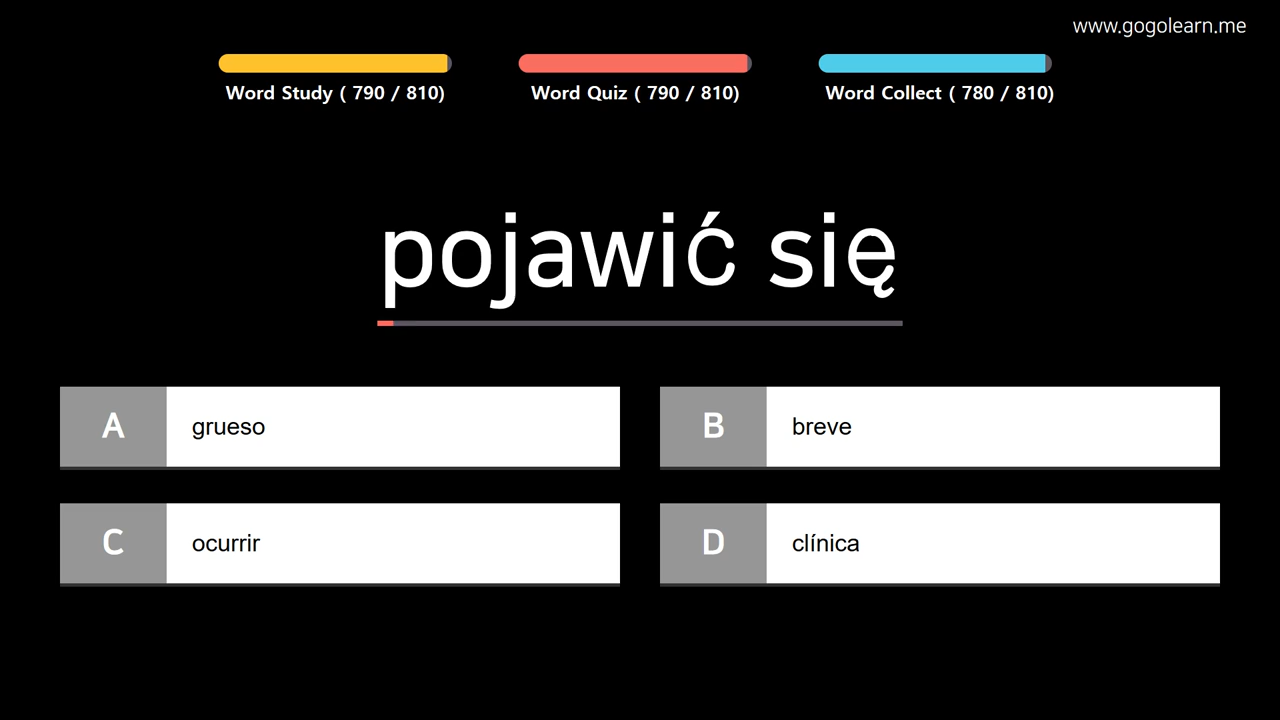 www.gogolearn.me
Word Study ( 790 / 810)
Word Quiz ( 790 / 810)
Word Collect ( 780 / 810)
pojawić się
A grueso
B breve
C ocurrir
D clínica